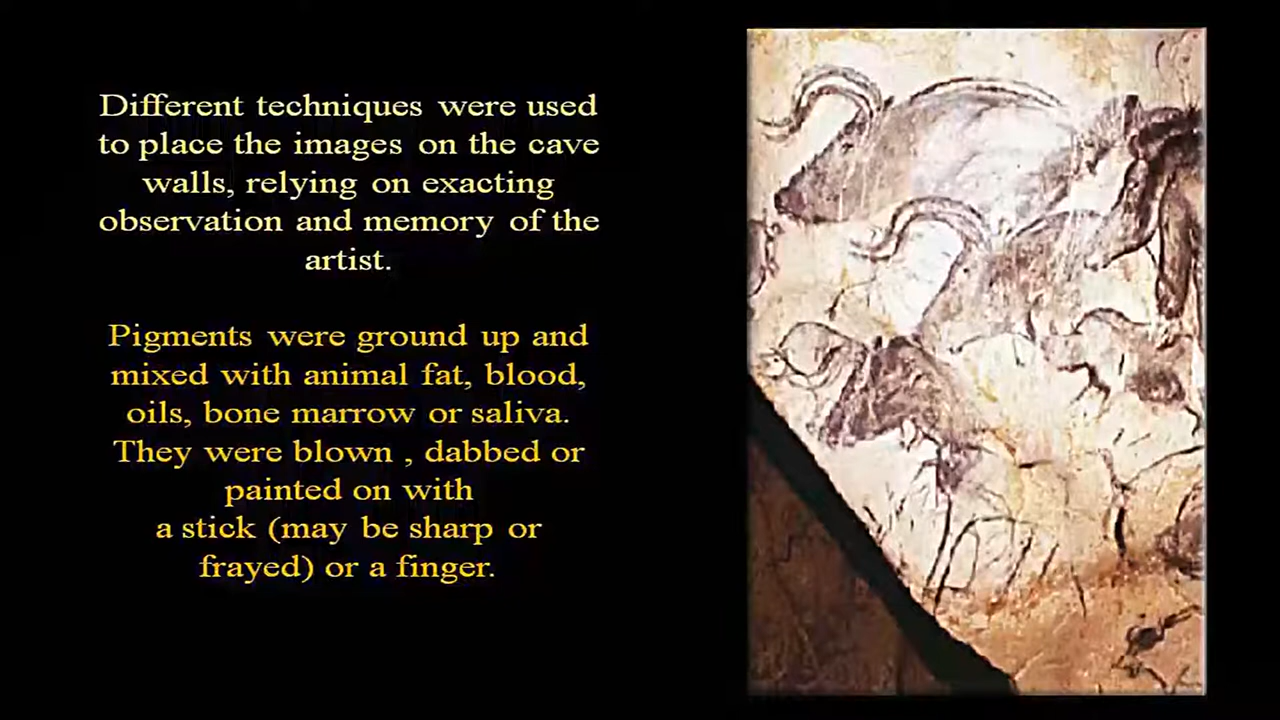 Different techniques were used
to place the images on the cave
walls, relying on exacting
observation and memory of the
artist.
Pigments were ground up and
mixed with animal fat, blood,
oils, bone marrow or saliva.
They were blown , dabbed or
painted on with
a stick (may be sharp or
frayed) or a finger.